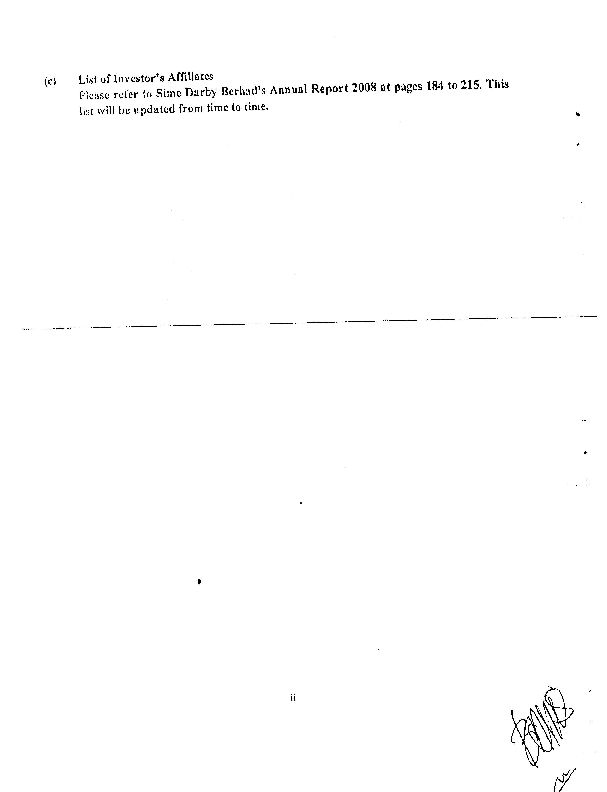 (c) List of Investor's Affiliates
Please refer to Sime Darby Berhad's Annual Report 2008 at pages 184 to 215. This
list will be updated from time to time.
ii